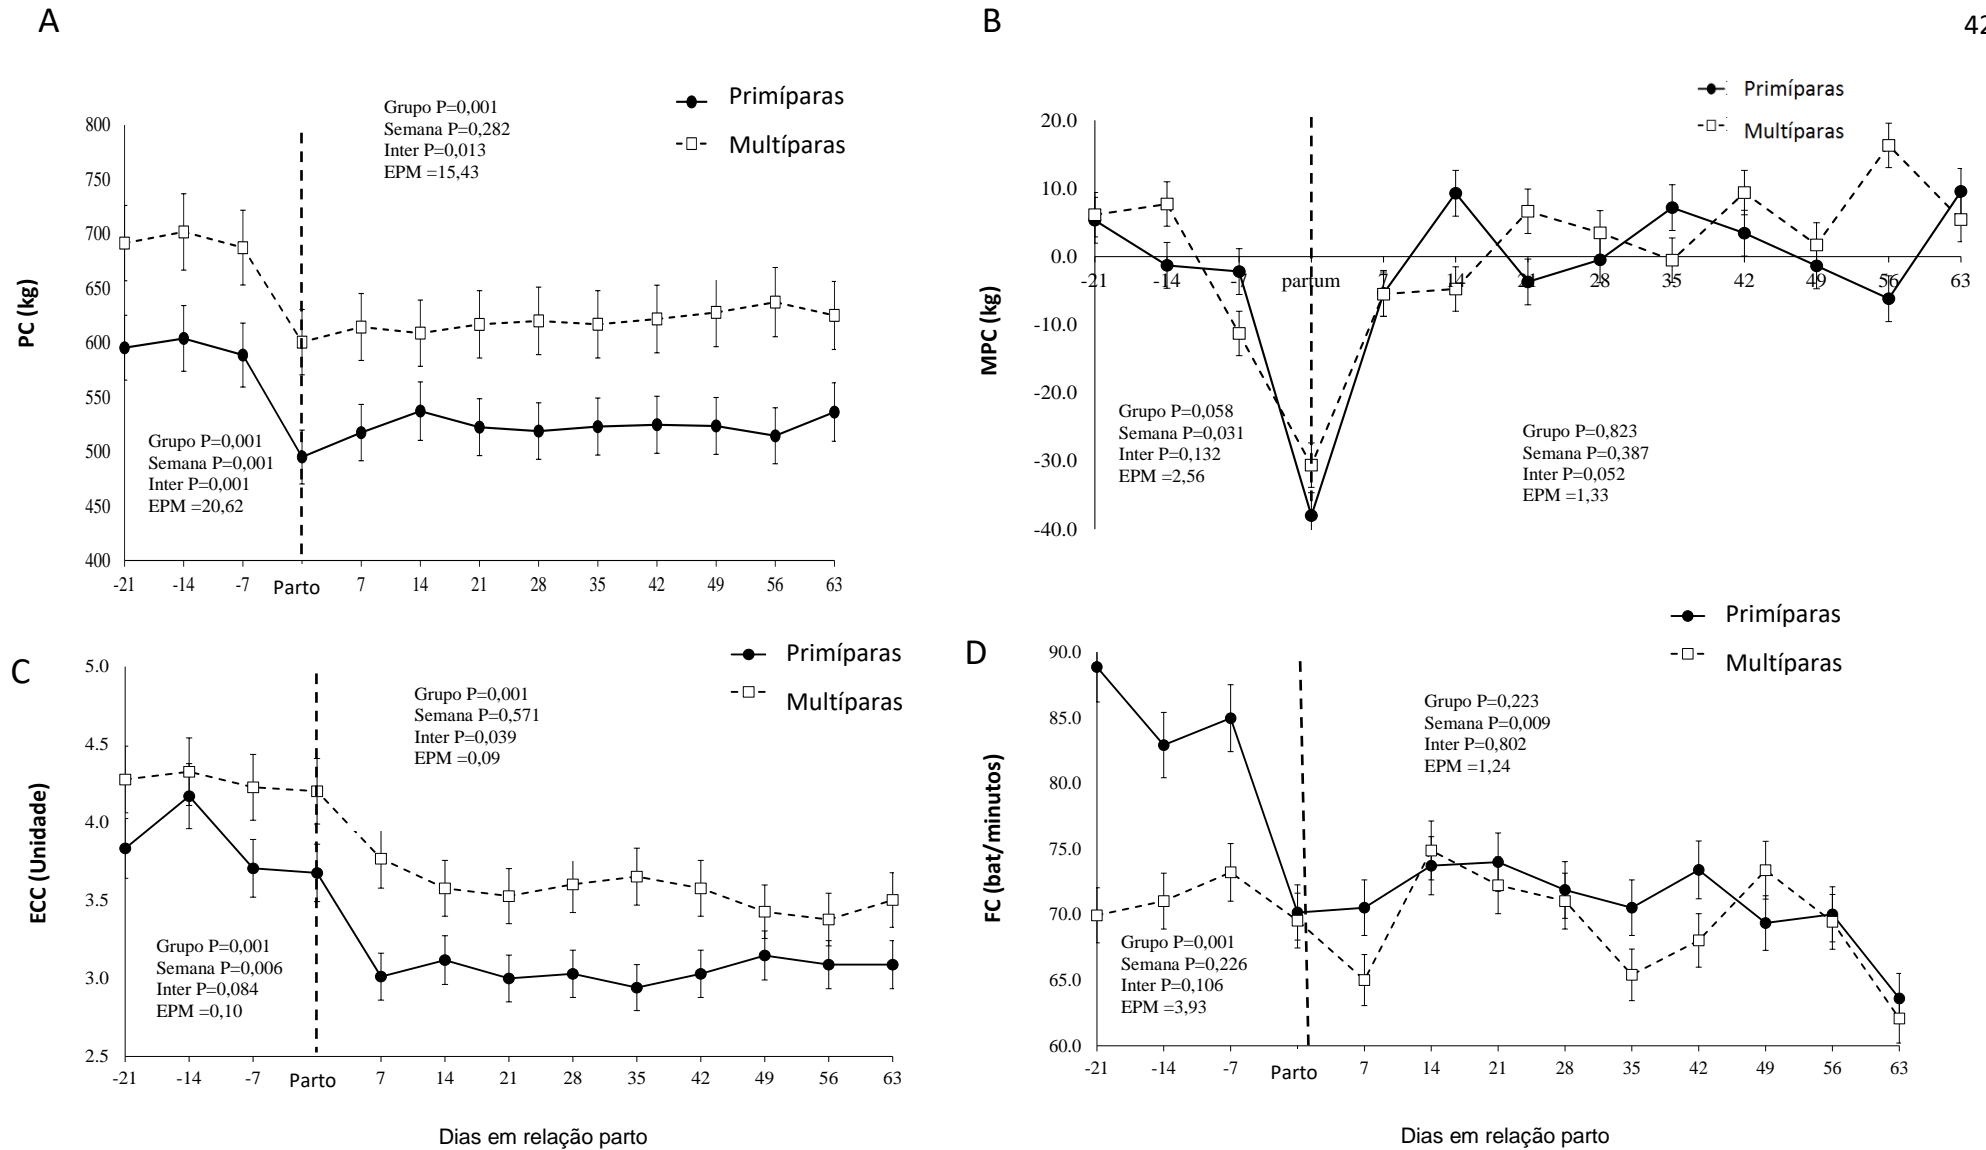 A
B
42
Primíparas
Multíparas
Grupo P=0,001
Semana P=0,282
Inter P=0,013
EPM =15,43
800
750
700
650
600
550
500
450
400
PC (kg)
Grupo P=0,001
Semana P=0,001
Inter P=0,001
EPM =20,62
-21 -14 -7 Parto 7 14 21 28 35 42 49 56 63
Primíparas
Multíparas
20.0
10.0
0.0
-10.0
-20.0
-30.0
-40.0
MPC (kg)
-21 -14 -7 partum 7 14 21 28 35 42 49 56 63
Grupo P=0,058
Semana P=0,031
Inter P=0,132
EPM =2,56
Grupo P=0,823
Semana P=0,387
Inter P=0,052
EPM =1,33
C
Primíparas
Multíparas
Grupo P=0,001
Semana P=0,571
Inter P=0,039
EPM =0,09
5.0
4.5
4.0
3.5
3.0
2.5
ECC (Unidade)
Grupo P=0,001
Semana P=0,006
Inter P=0,084
EPM =0,10
-21 -14 -7 Parto 7 14 21 28 35 42 49 56 63
Dias em relação parto
D
Primíparas
Multíparas
Grupo P=0,223
Semana P=0,009
Inter P=0,802
EPM =1,24
90.0
85.0
80.0
75.0
70.0
65.0
60.0
FC (bat/minutos)
Grupo P=0,001
Semana P=0,226
Inter P=0,106
EPM =3,93
-21 -14 -7 Parto 7 14 21 28 35 42 49 56 63
Dias em relação parto